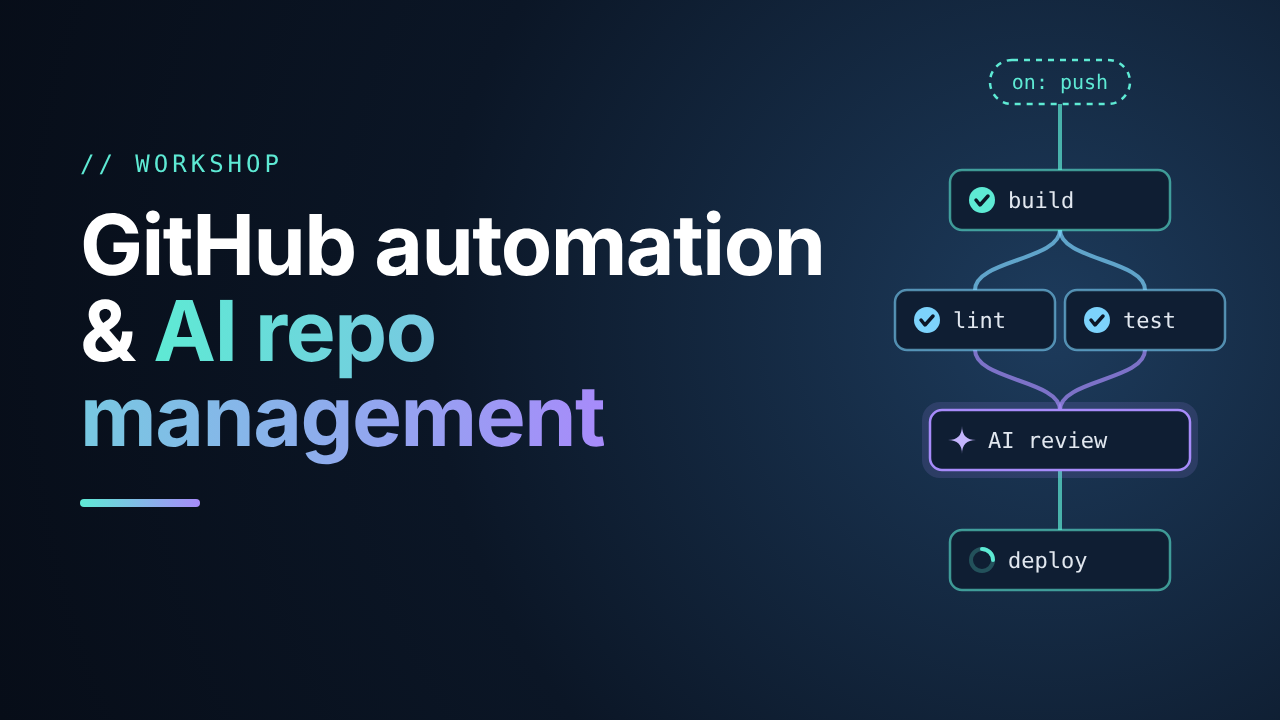 // WORKSHOP
GitHub automation
& AI repo
management
on: push
build
lint
test
AI review
deploy